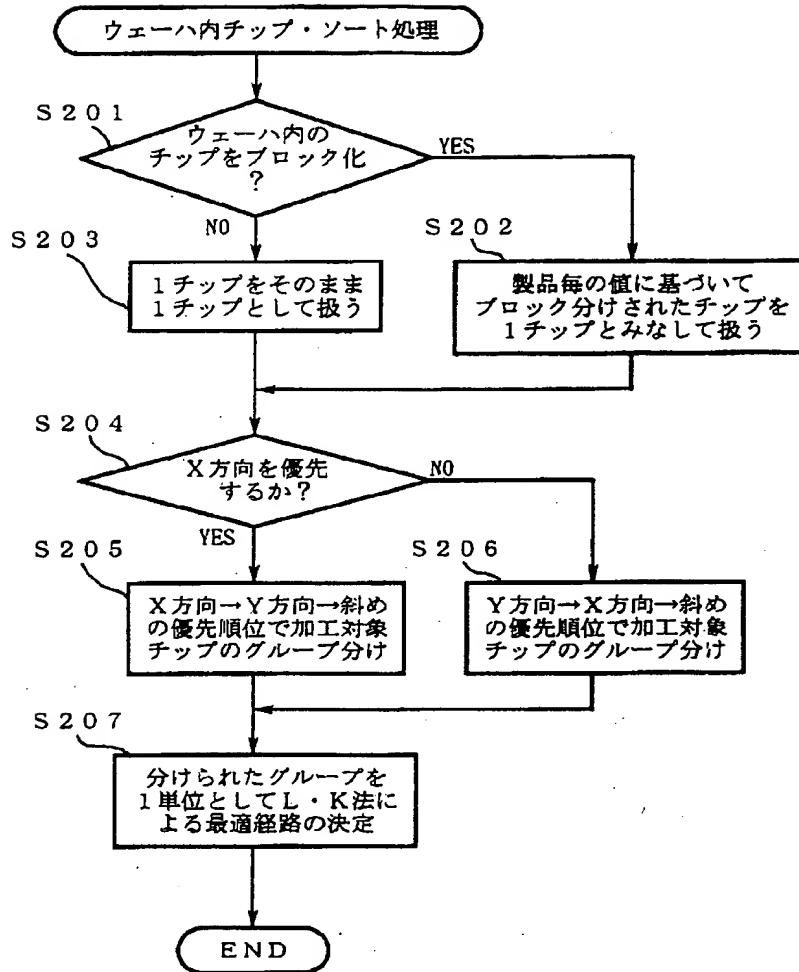 ウェーハ内チップ・ソート処理
S201
ウェーハ内の
チップをブロック化
?
YES
NO
S203
1チップをそのまま
1チップとして扱う
S202
製品毎の値に基づいて
ブロック分けされたチップを
1チップとみなして扱う
S204
X方向を優先
するか?
NO
YES
S205
X方向→Y方向→斜め
の優先順位で加工対象
チップのグループ分け
S206
Y方向→X方向→斜め
の優先順位で加工対象
チップのグループ分け
S207
分けられたグループを
1単位としてL・K法に
よる最適経路の決定
END